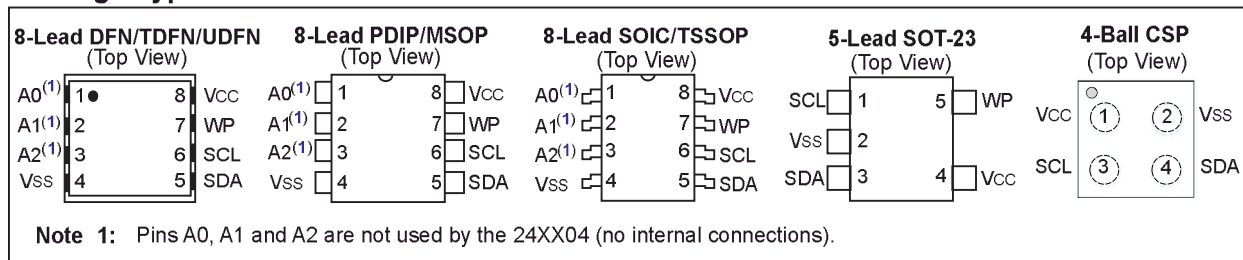 8-Lead DFN/TDFN/UDFN
(Top View)
A0(1) 1 8 VCC
A1(1) 2 7 WP
A2(1) 3 6 SCL
VSS 4 5 SDA
8-Lead PDIP/MSOP
(Top View)
A0(1) 1 8 VCC
A1(1) 2 7 WP
A2(1) 3 6 SCL
VSS 4 5 SDA
8-Lead SOIC/TSSOP
(Top View)
A0(1) 1 8 VCC
A1(1) 2 7 WP
A2(1) 3 6 SCL
VSS 4 5 SDA
5-Lead SOT-23
(Top View)
SCL 1 5 WP
VSS 2
SDA 3 4 VCC
4-Ball CSP
(Top View)
VCC 1 2 VSS
SCL 3 4 SDA
Note 1: Pins A0, A1 and A2 are not used by the 24XX04 (no internal connections).